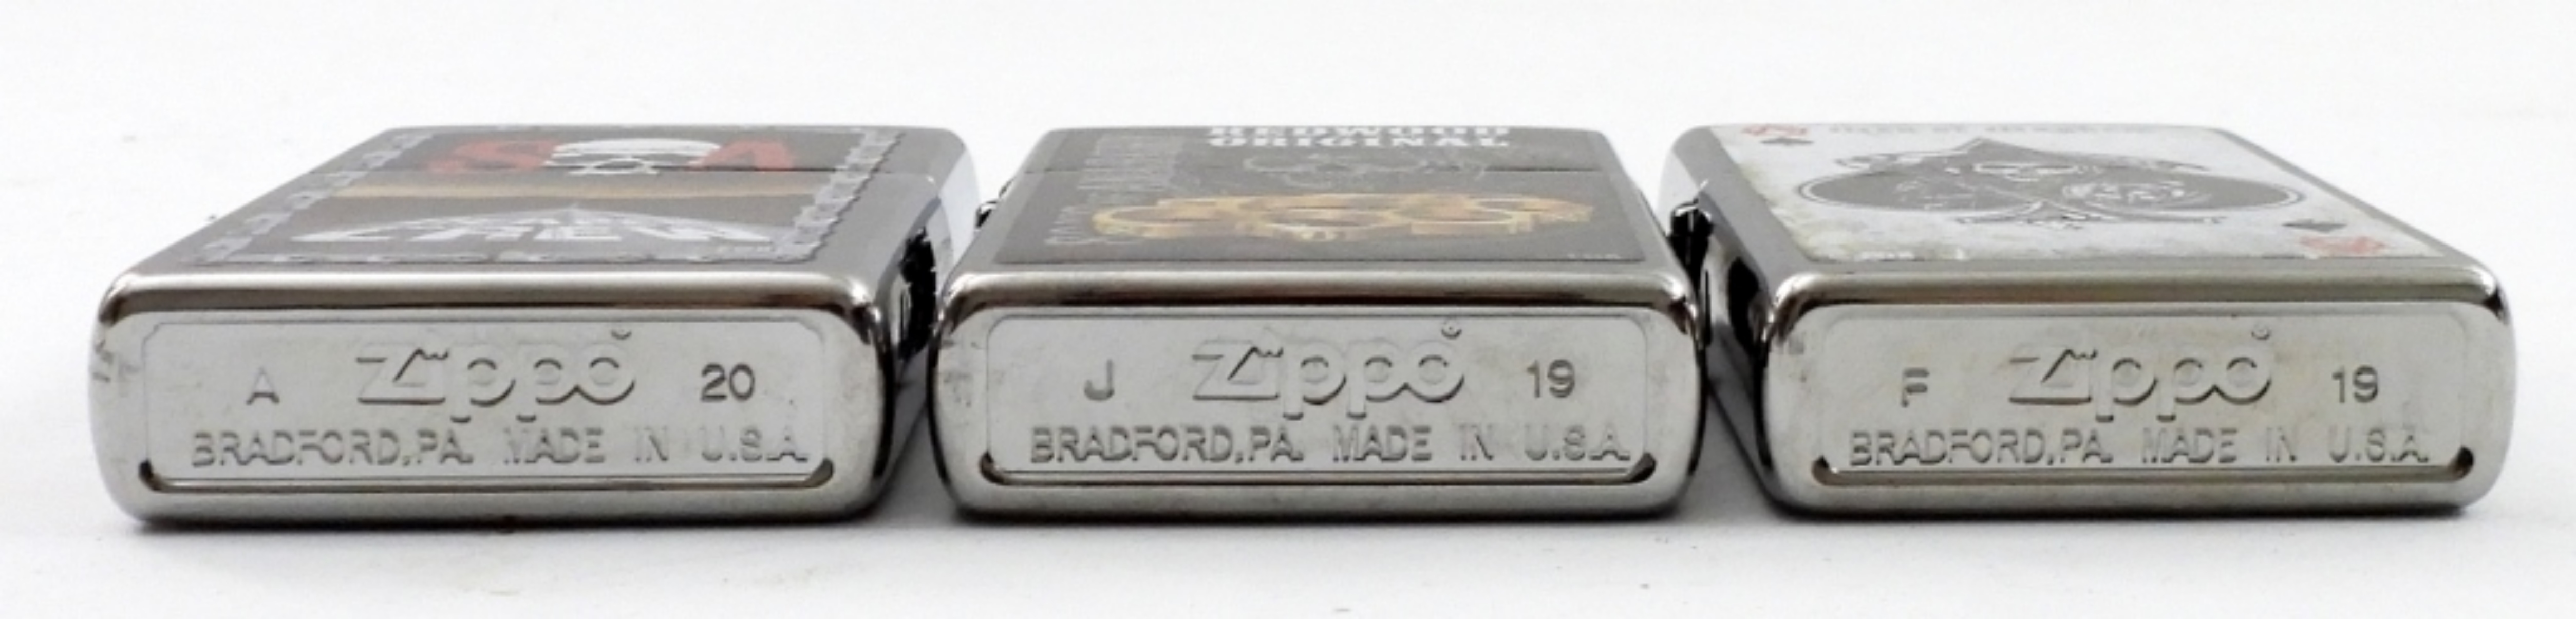 S A
CREW
A Zippo 20
BRADFORD, PA. MADE IN U.S.A.
REDWOOD
ORIGINAL
J Zippo 19
BRADFORD, PA. MADE IN U.S.A.
F Zippo 19
BRADFORD, PA. MADE IN U.S.A.